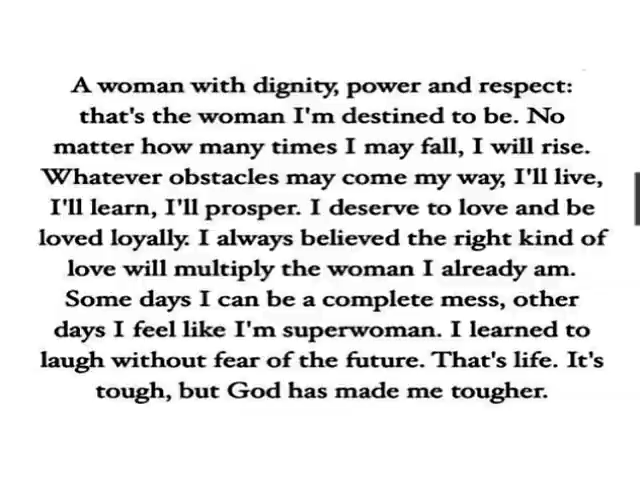 A woman with dignity, power and respect:
that's the woman I'm destined to be. No
matter how many times I may fall, I will rise.
Whatever obstacles may come my way, I'll live,
I'll learn, I'll prosper. I deserve to love and be
loved loyally. I always believed the right kind of
love will multiply the woman I already am.
Some days I can be a complete mess, other
days I feel like I'm superwoman. I learned to
laugh without fear of the future. That's life. It's
tough, but God has made me tougher.